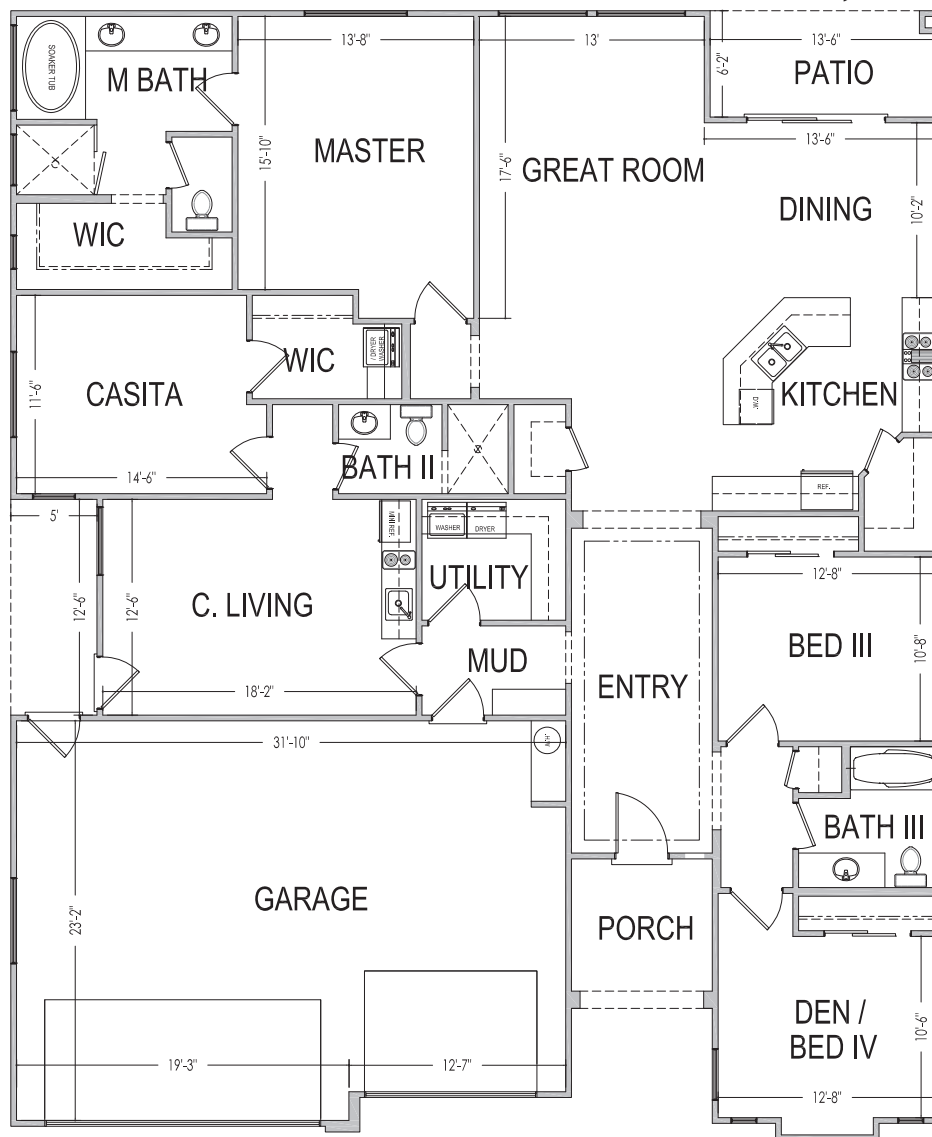 13'-8"
13'
13'-6"
SOAKER TUB
M BATH
6'-2"
PATIO
15'-10"
MASTER
17'-6"
GREAT ROOM
13'-6"
DINING
10'-2"
WIC
11'-6"
CASITA
WIC
WASHER
/ DRYER
KITCHEN
D.W.
14'-6"
BATH II
REF.
5'
MINI REF.
WASHER
DRYER
12'-8"
12'-6"
12'-6"
C. LIVING
UTILITY
BED III
10'-8"
MUD
ENTRY
18'-2"
31'-10"
H/W
BATH III
GARAGE
23'-2"
PORCH
DEN /
BED IV
10'-6"
19'-3"
12'-7"
12'-8"